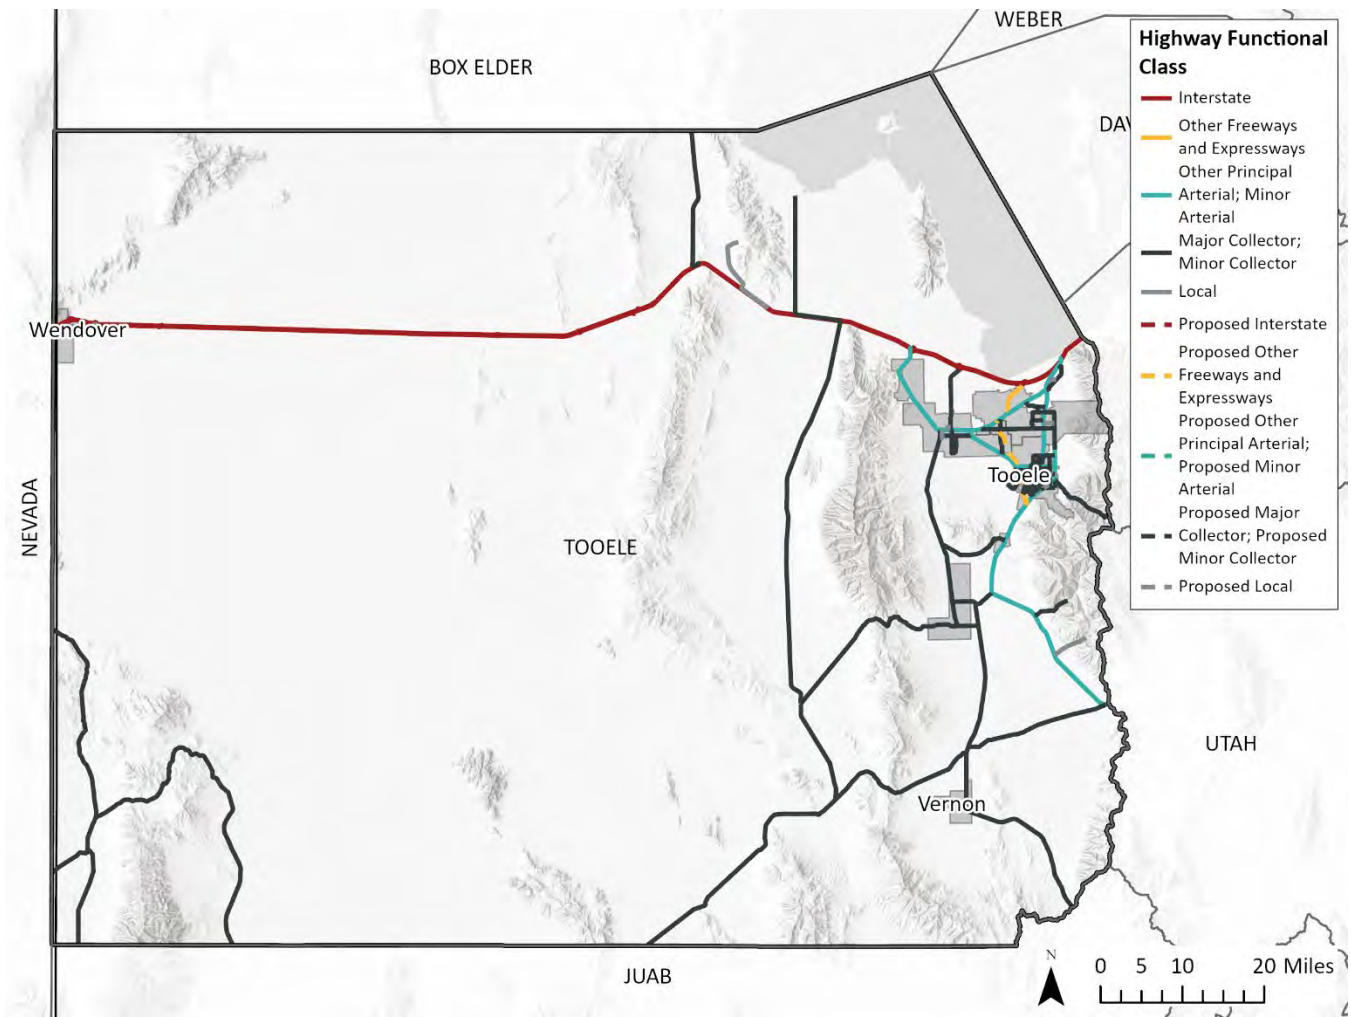 WEBER
BOX ELDER
DAV
Highway Functional
Class
Interstate
Other Freeways
and Expressways
Other Principal
Arterial; Minor
Arterial
Major Collector;
Minor Collector
Local
Proposed Interstate
Proposed Other
Freeways and
Expressways
Proposed Other
Principal Arterial;
Proposed Minor
Arterial
Proposed Major
Collector; Proposed
Minor Collector
Proposed Local
Wendover
Tooele
NEVADA
TOOELE
UTAH
Vernon
JUAB
N
0 5 10 20 Miles